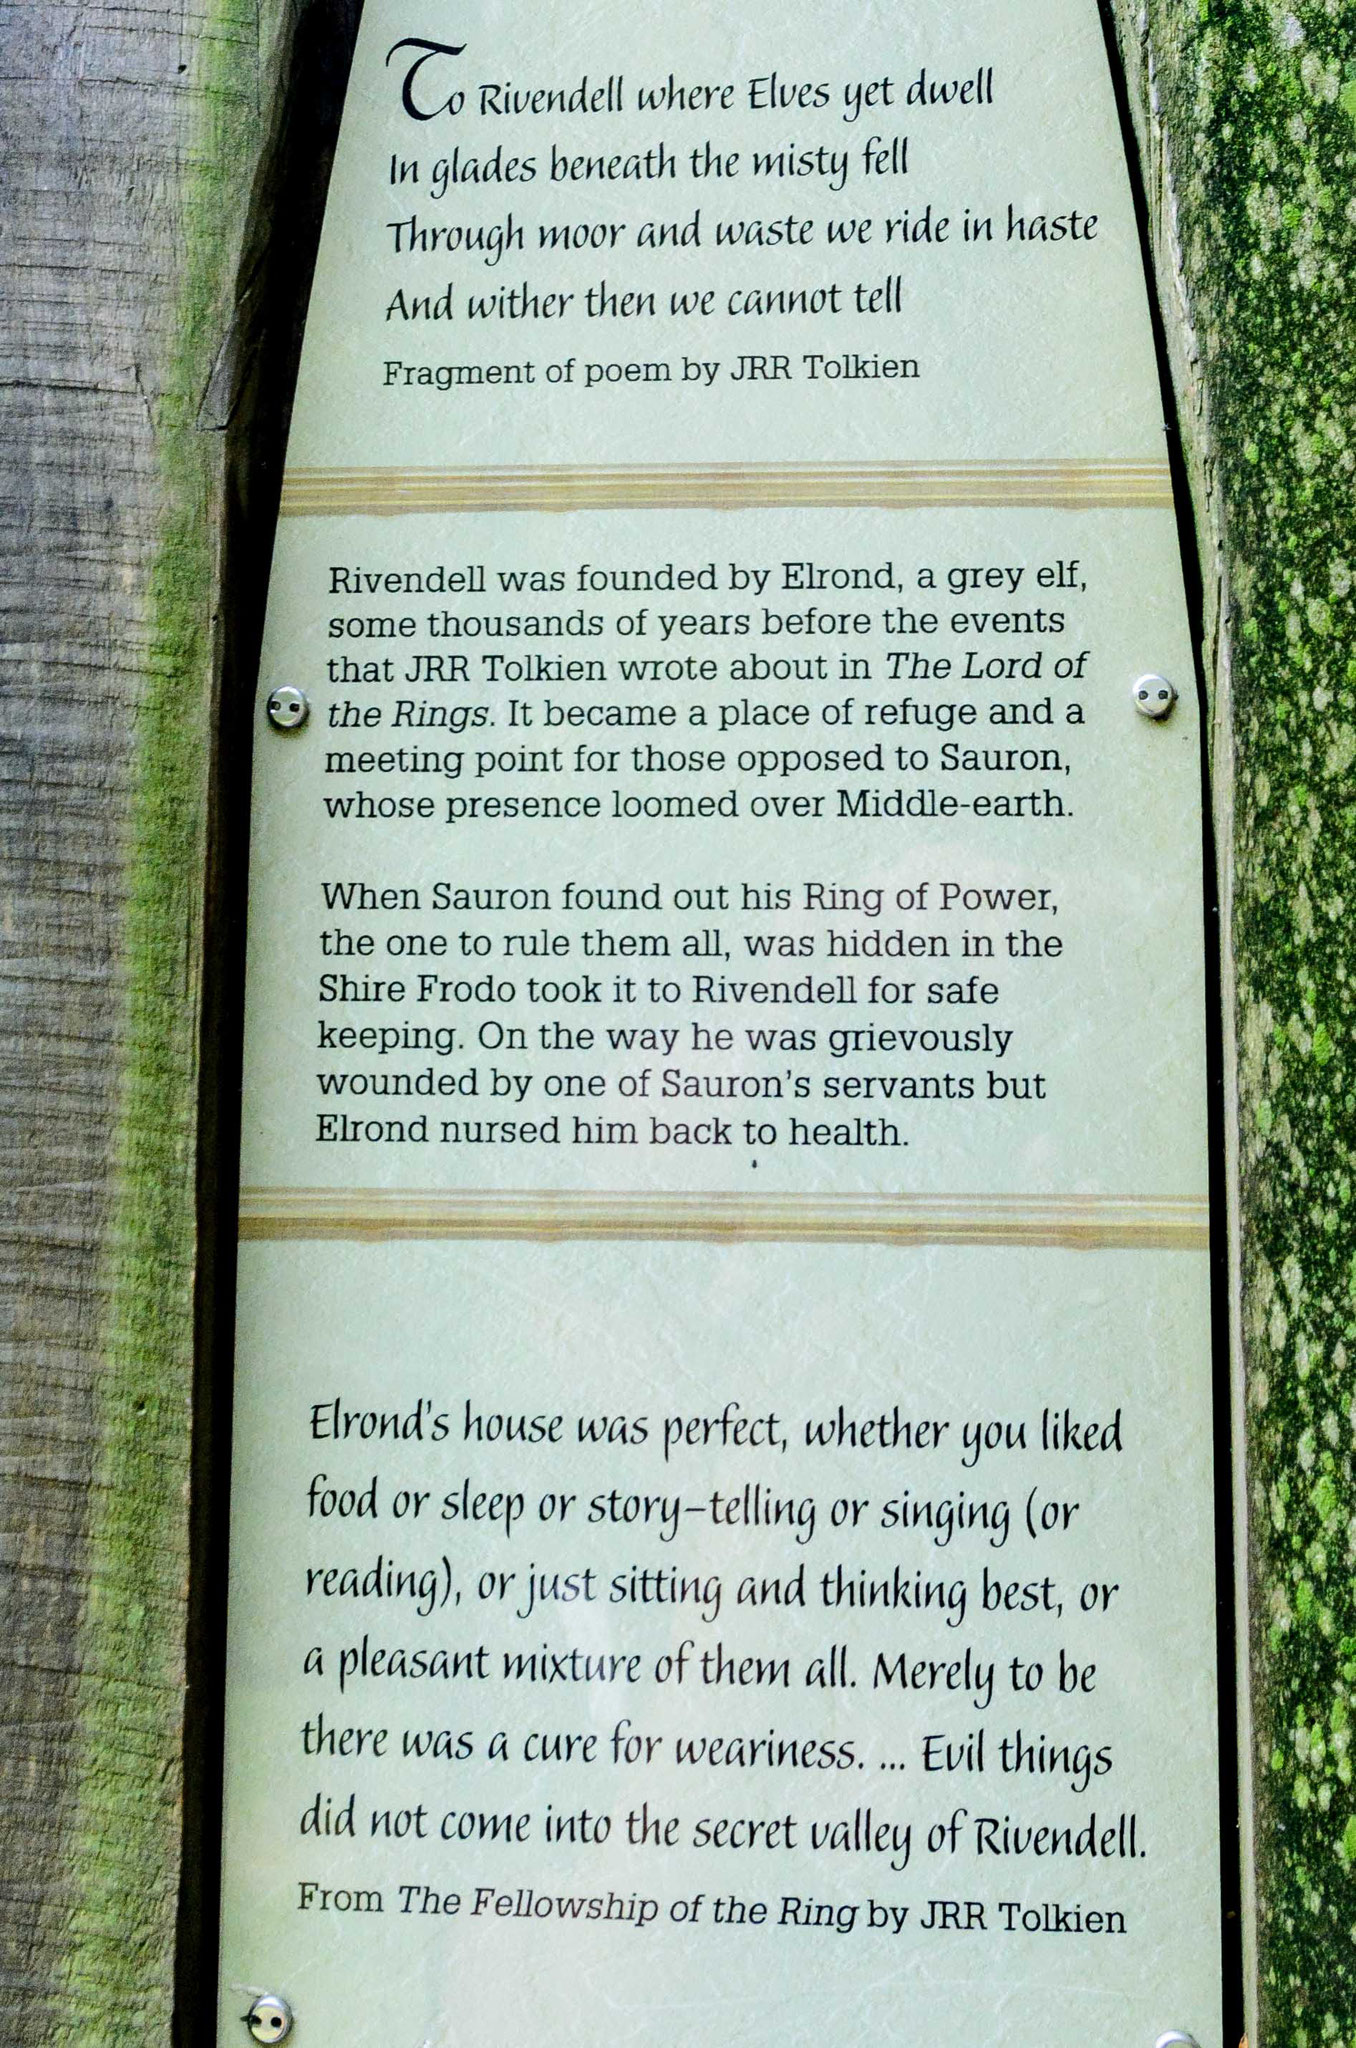 To Rivendell where Elves yet dwell
In glades beneath the misty fell
Through moor and waste we ride in haste
And wither then we cannot tell
Fragment of poem by JRR Tolkien
Rivendell was founded by Elrond, a grey elf,
some thousands of years before the events
that JRR Tolkien wrote about in The Lord of
the Rings. It became a place of refuge and a
meeting point for those opposed to Sauron,
whose presence loomed over Middle-earth.
When Sauron found out his Ring of Power,
the one to rule them all, was hidden in the
Shire Frodo took it to Rivendell for safe
keeping. On the way he was grievously
wounded by one of Sauron's servants but
Elrond nursed him back to health.
Elrond's house was perfect, whether you liked
food or sleep or story-telling or singing (or
reading), or just sitting and thinking best, or
a pleasant mixture of them all. Merely to be
there was a cure for weariness. ... Evil things
did not come into the secret valley of Rivendell.
From The Fellowship of the Ring by JRR Tolkien